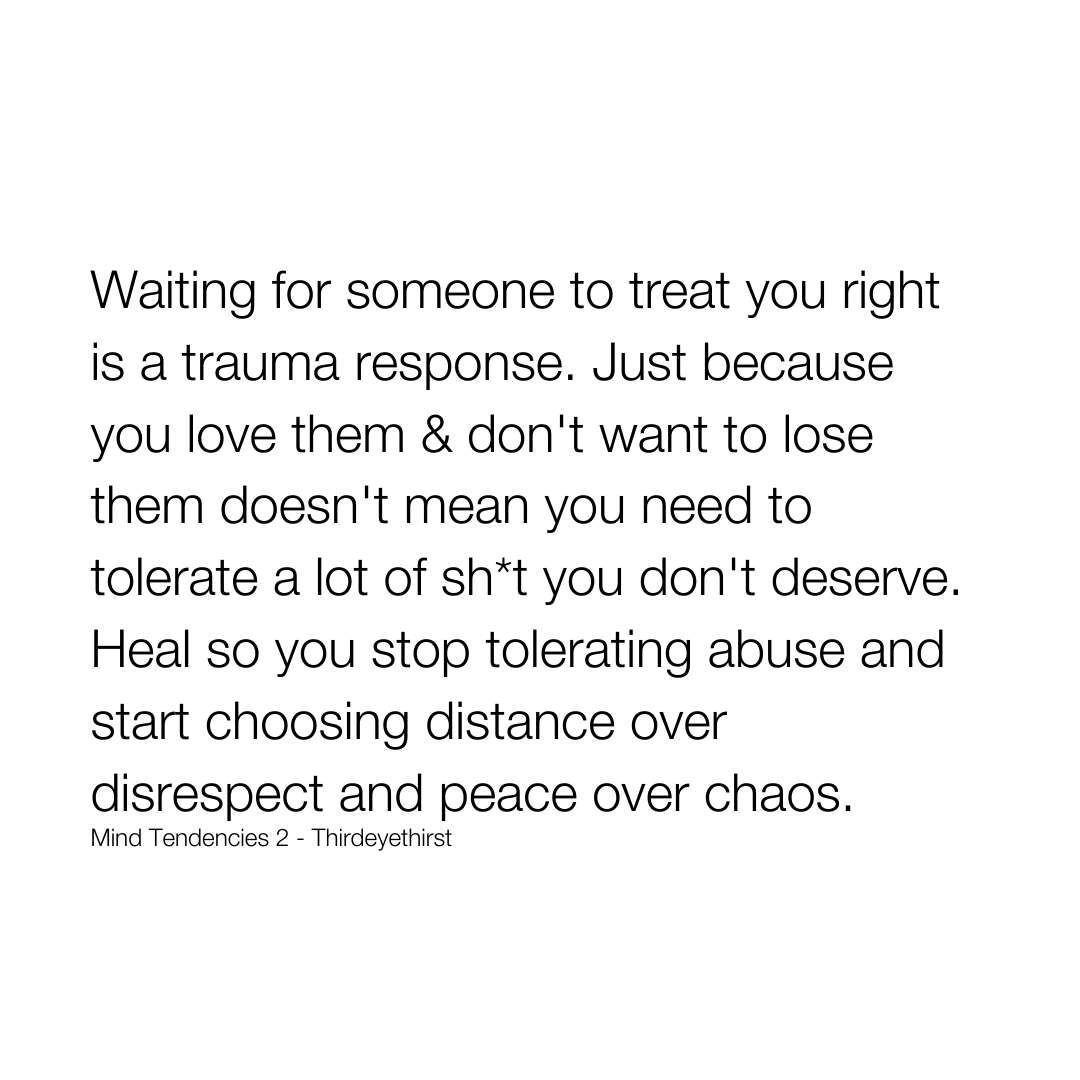 Waiting for someone to treat you right
is a trauma response. Just because
you love them & don't want to lose
them doesn't mean you need to
tolerate a lot of sh*t you don't deserve.
Heal so you stop tolerating abuse and
start choosing distance over
disrespect and peace over chaos.
Mind Tendencies 2 - Thirdeyethirst